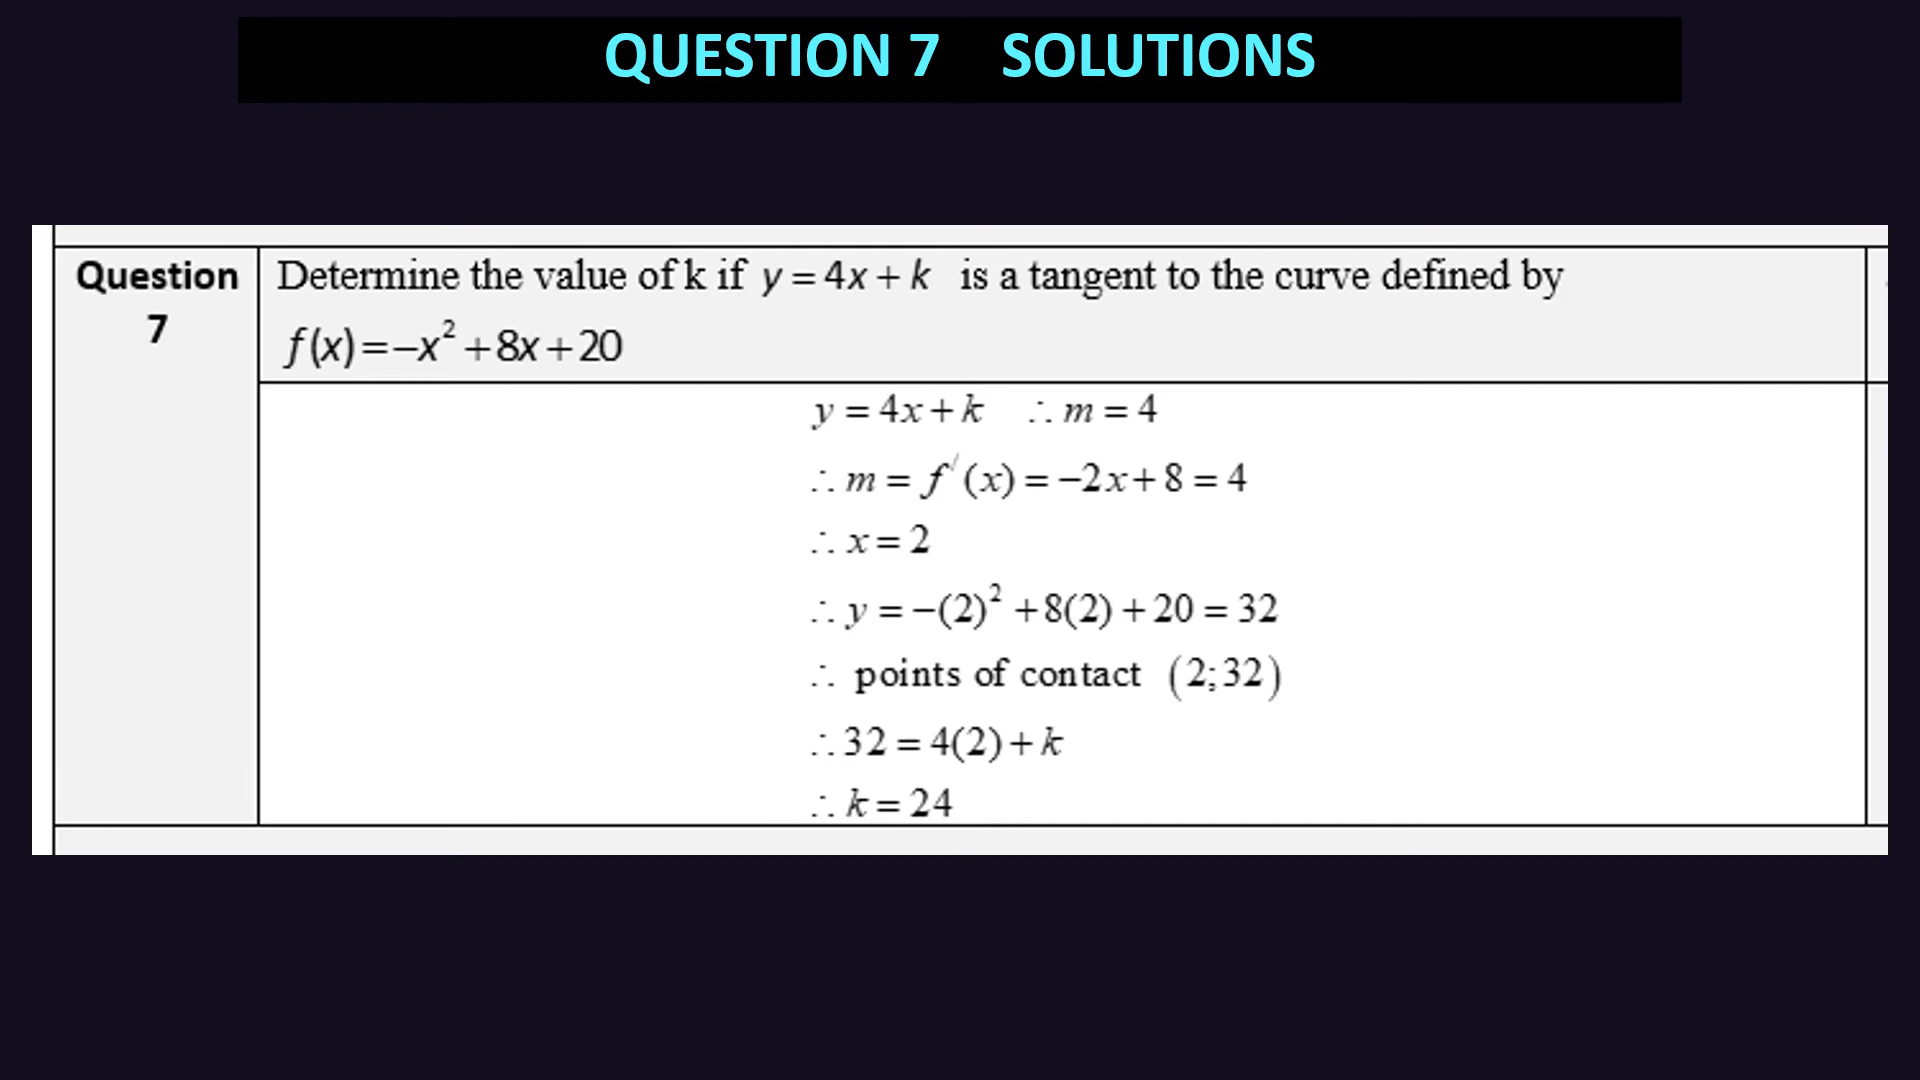 QUESTION 7 SOLUTIONS
Question 7
Determine the value of k if y = 4x + k is a tangent to the curve defined by
f(x) = −x² + 8x + 20
y = 4x + k ∴ m = 4
∴ m = f′(x) = −2x + 8 = 4
∴ x = 2
∴ y = −(2)² + 8(2) + 20 = 32
∴ points of contact (2;32)
∴ 32 = 4(2) + k
∴ k = 24